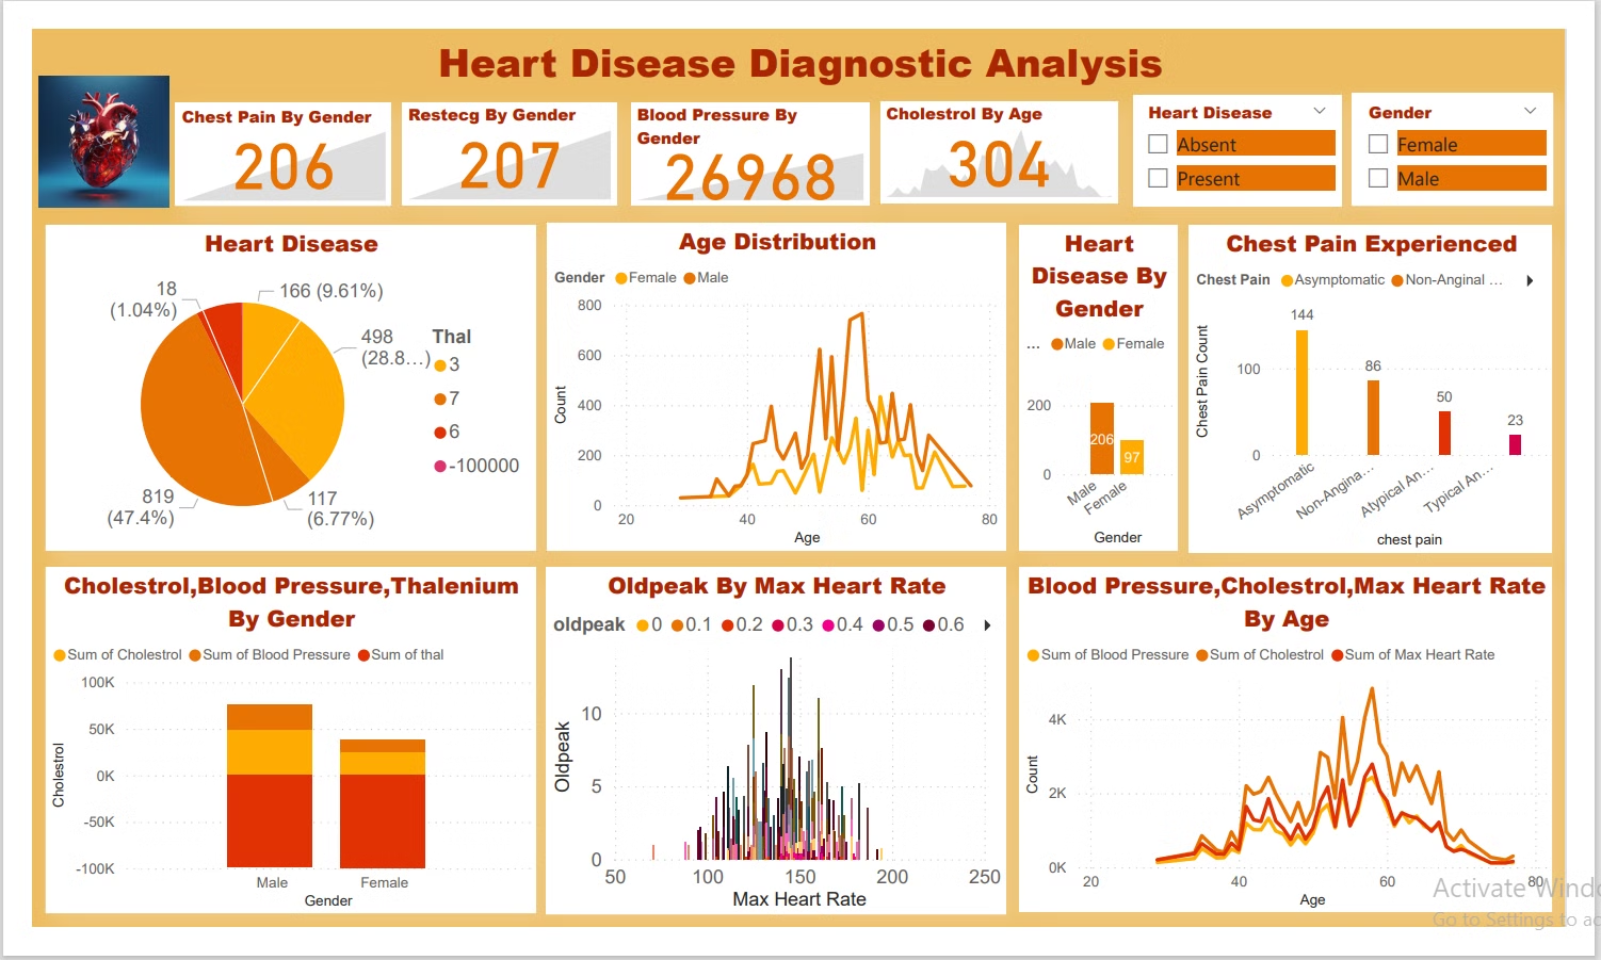 Heart Disease Diagnostic Analysis
Chest Pain By Gender
206
Restecg By Gender
207
Blood Pressure By
Gender
26968
Cholestrol By Age
304
Heart Disease
Absent
Present
Gender
Female
Male
Heart Disease
18
(1.04%)
166 (9.61%)
498
(28.8...)
819
(47.4%)
117
(6.77%)
Thal
3
7
6
-100000
Age Distribution
Gender Female Male
800
600
400
200
0
Count
20 40 60 80
Age
Heart
Disease By
Gender
... Male Female
200
0
206
97
Male Female
Gender
Chest Pain Experienced
Chest Pain Asymptomatic Non-Anginal ...
Chest Pain Count
100
0
144
86
50
23
Asymptomatic Non-Angina... Atypical An... Typical An...
chest pain
Cholestrol,Blood Pressure,Thalenium
By Gender
Sum of Cholestrol Sum of Blood Pressure Sum of thal
100K
50K
0K
-50K
-100K
Cholestrol
Male Female
Gender
Oldpeak By Max Heart Rate
oldpeak 0 0.1 0.2 0.3 0.4 0.5 0.6
10
5
0
Oldpeak
50 100 150 200 250
Max Heart Rate
Blood Pressure,Cholestrol,Max Heart Rate
By Age
Sum of Blood Pressure Sum of Cholestrol Sum of Max Heart Rate
4K
2K
0K
Count
20 40 60 80
Age
Activate Windo
Go to Settings to ac